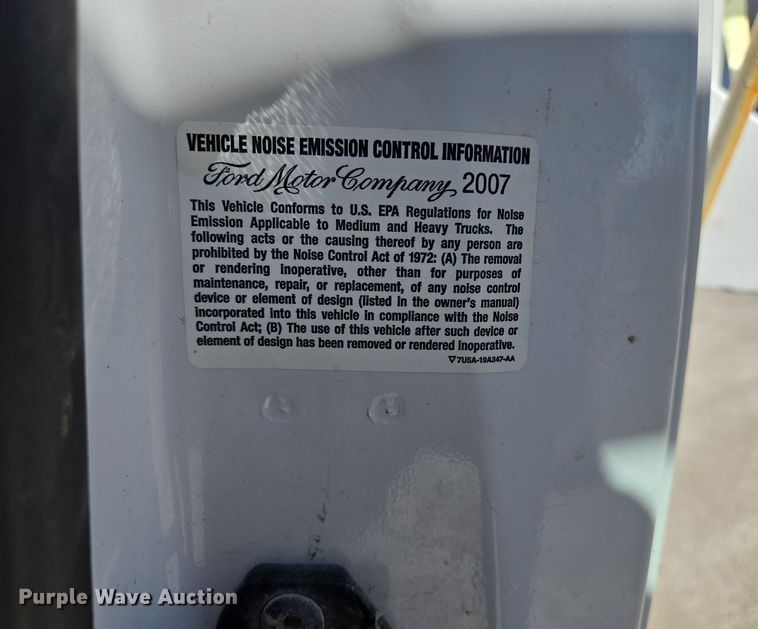 VEHICLE NOISE EMISSION CONTROL INFORMATION
Ford Motor Company 2007
This Vehicle Conforms to U.S. EPA Regulations for Noise
Emission Applicable to Medium and Heavy Trucks. The
following acts or the causing thereof by any person are
prohibited by the Noise Control Act of 1972: (A) The removal
or rendering inoperative, other than for purposes of
maintenance, repair, or replacement, of any noise control
device or element of design (listed in the owner's manual)
incorporated into this vehicle in compliance with the Noise
Control Act; (B) The use of this vehicle after such device or
element of design has been removed or rendered inoperative.
▽7U5A-19A347-AA
Purple Wave Auction